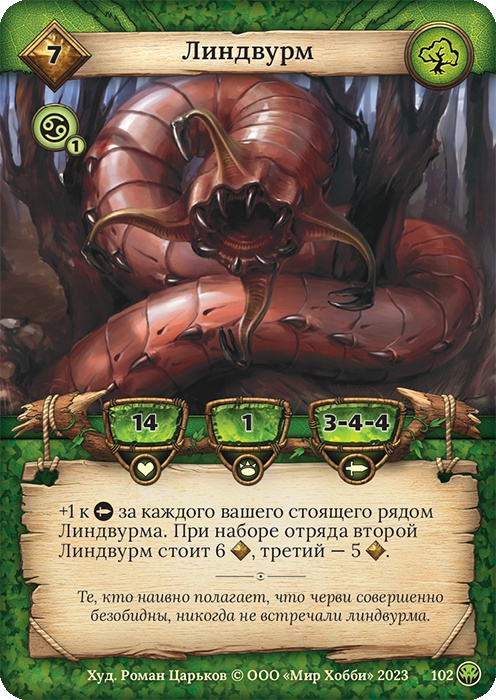 7
Линдвурм
1
14
1
3-4-4
+1 к за каждого вашего стоящего рядом
Линдвурма. При наборе отряда второй
Линдвурм стоит 6 , третий — 5 .
Те, кто наивно полагает, что черви совершенно
безобидны, никогда не встречали линдвурма.
Худ. Роман Царьков © ООО «Мир Хобби» 2023 102